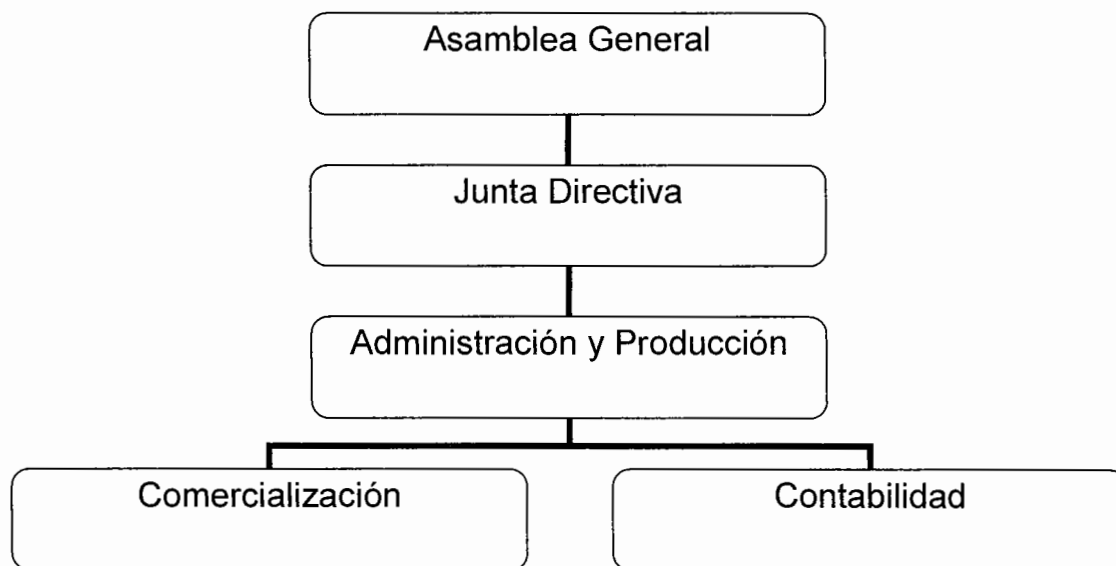 Asamblea General
Junta Directiva
Administración y Producción
Comercialización
Contabilidad